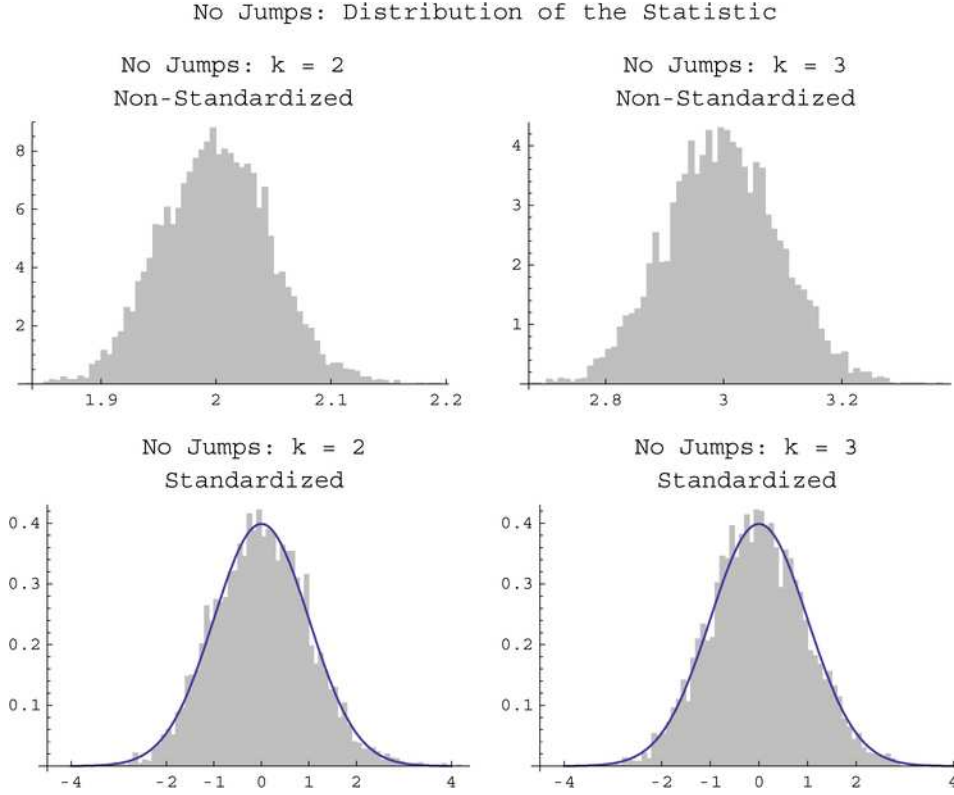 No Jumps: Distribution of the Statistic
No Jumps: k = 2
Non-Standardized
8
6
4
2
1.9 2 2.1 2.2
No Jumps: k = 3
Non-Standardized
4
3
2
1
2.8 3 3.2
No Jumps: k = 2
Standardized
0.4
0.3
0.2
0.1
-4 -2 -1 0 1 2 4
No Jumps: k = 3
Standardized
0.4
0.3
0.2
0.1
-4 -2 -1 0 1 2 4